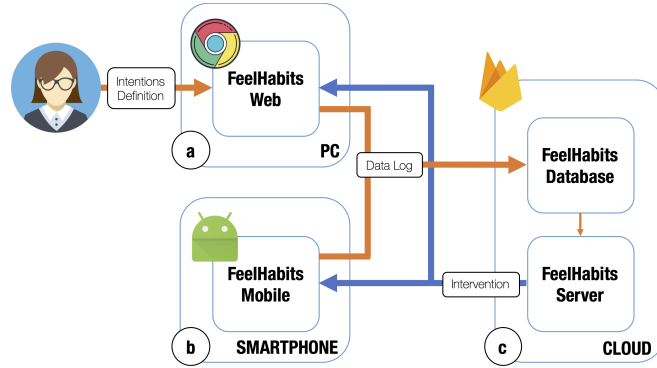 Intentions
Definition
FeelHabits
Web
a
PC
Data Log
FeelHabits
Database
FeelHabits
Mobile
b
SMARTPHONE
Intervention
FeelHabits
Server
c
CLOUD